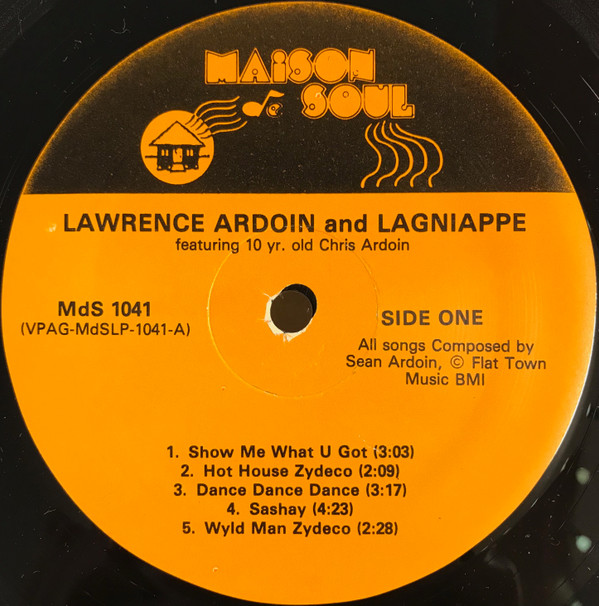 MAISON
de SOUL
LAWRENCE ARDOIN and LAGNIAPPE
featuring 10 yr. old Chris Ardoin
MdS 1041
(VPAG-MdSLP-1041-A)
SIDE ONE
All songs Composed by
Sean Ardoin, © Flat Town
Music BMI
1. Show Me What U Got (3:03)
2. Hot House Zydeco (2:09)
3. Dance Dance Dance (3:17)
4. Sashay (4:23)
5. Wyld Man Zydeco (2:28)